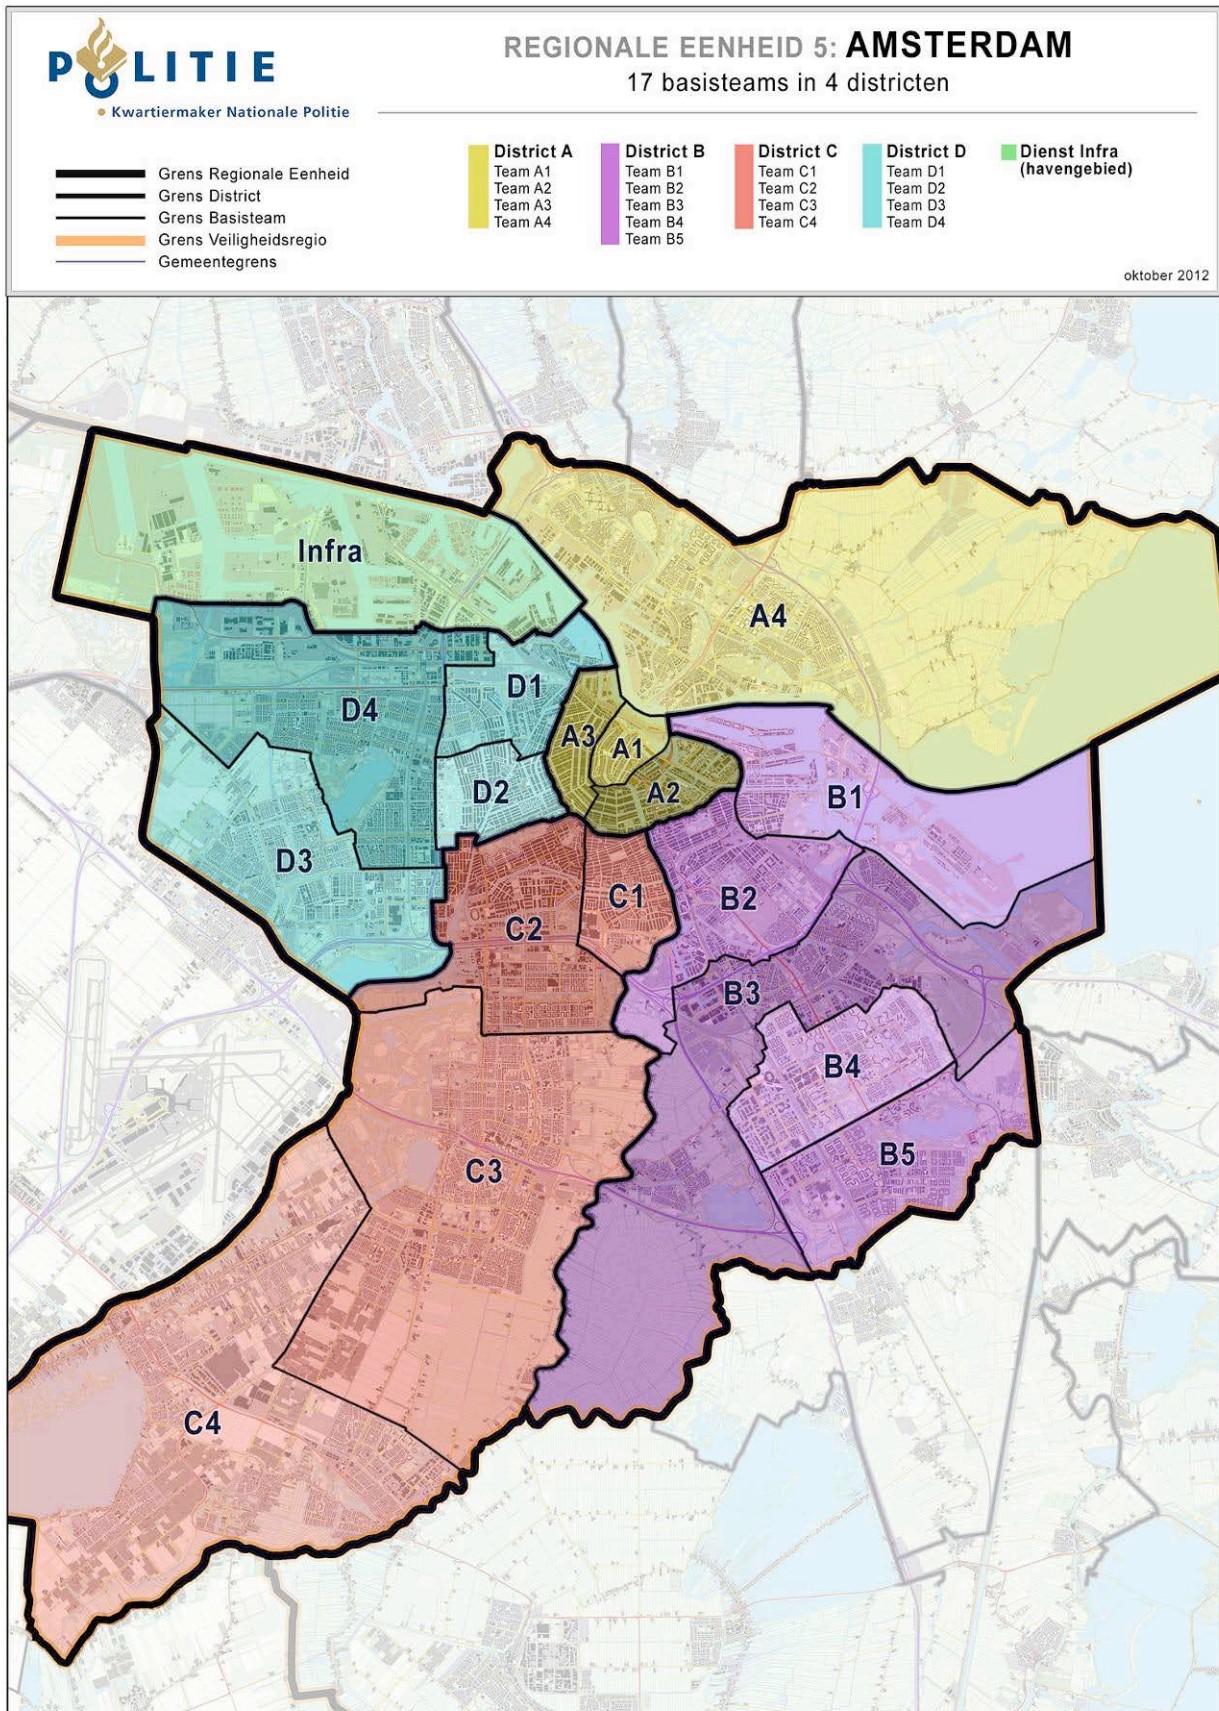 POLITIE
Kwartiermaker Nationale Politie
REGIONALE EENHEID 5: AMSTERDAM
17 basisteams in 4 districten
Grens Regionale Eenheid
Grens District
Grens Basisteam
Grens Veiligheidsregio
Gemeentegrens
District A
Team A1
Team A2
Team A3
Team A4
District B
Team B1
Team B2
Team B3
Team B4
Team B5
District C
Team C1
Team C2
Team C3
Team C4
District D
Team D1
Team D2
Team D3
Team D4
Dienst Infra
(havengebied)
oktober 2012
Infra
A4
D1
D4
A3
A1
D2
A2
B1
D3
C1
B2
C2
B3
B4
B5
C3
C4